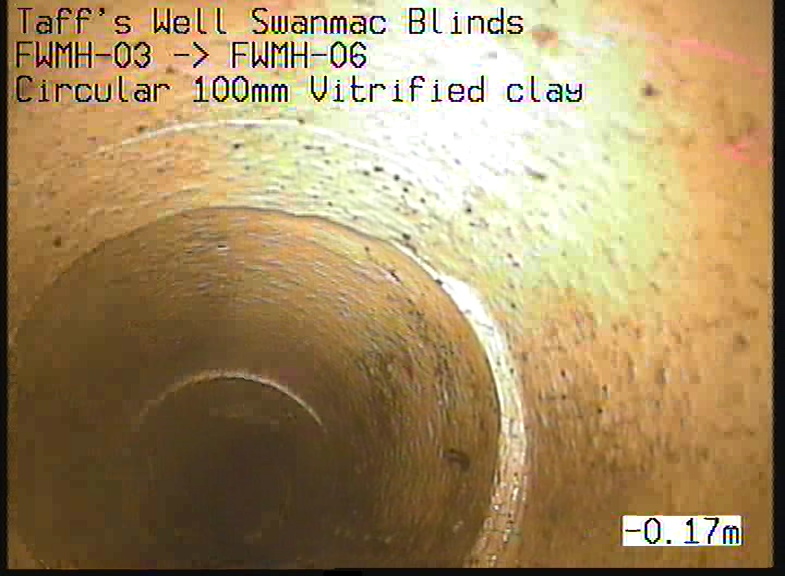 Taff's Well Swanmac Blinds
FWMH-03 -> FWMH-06
Circular 100mm Vitrified clay
-0.17m